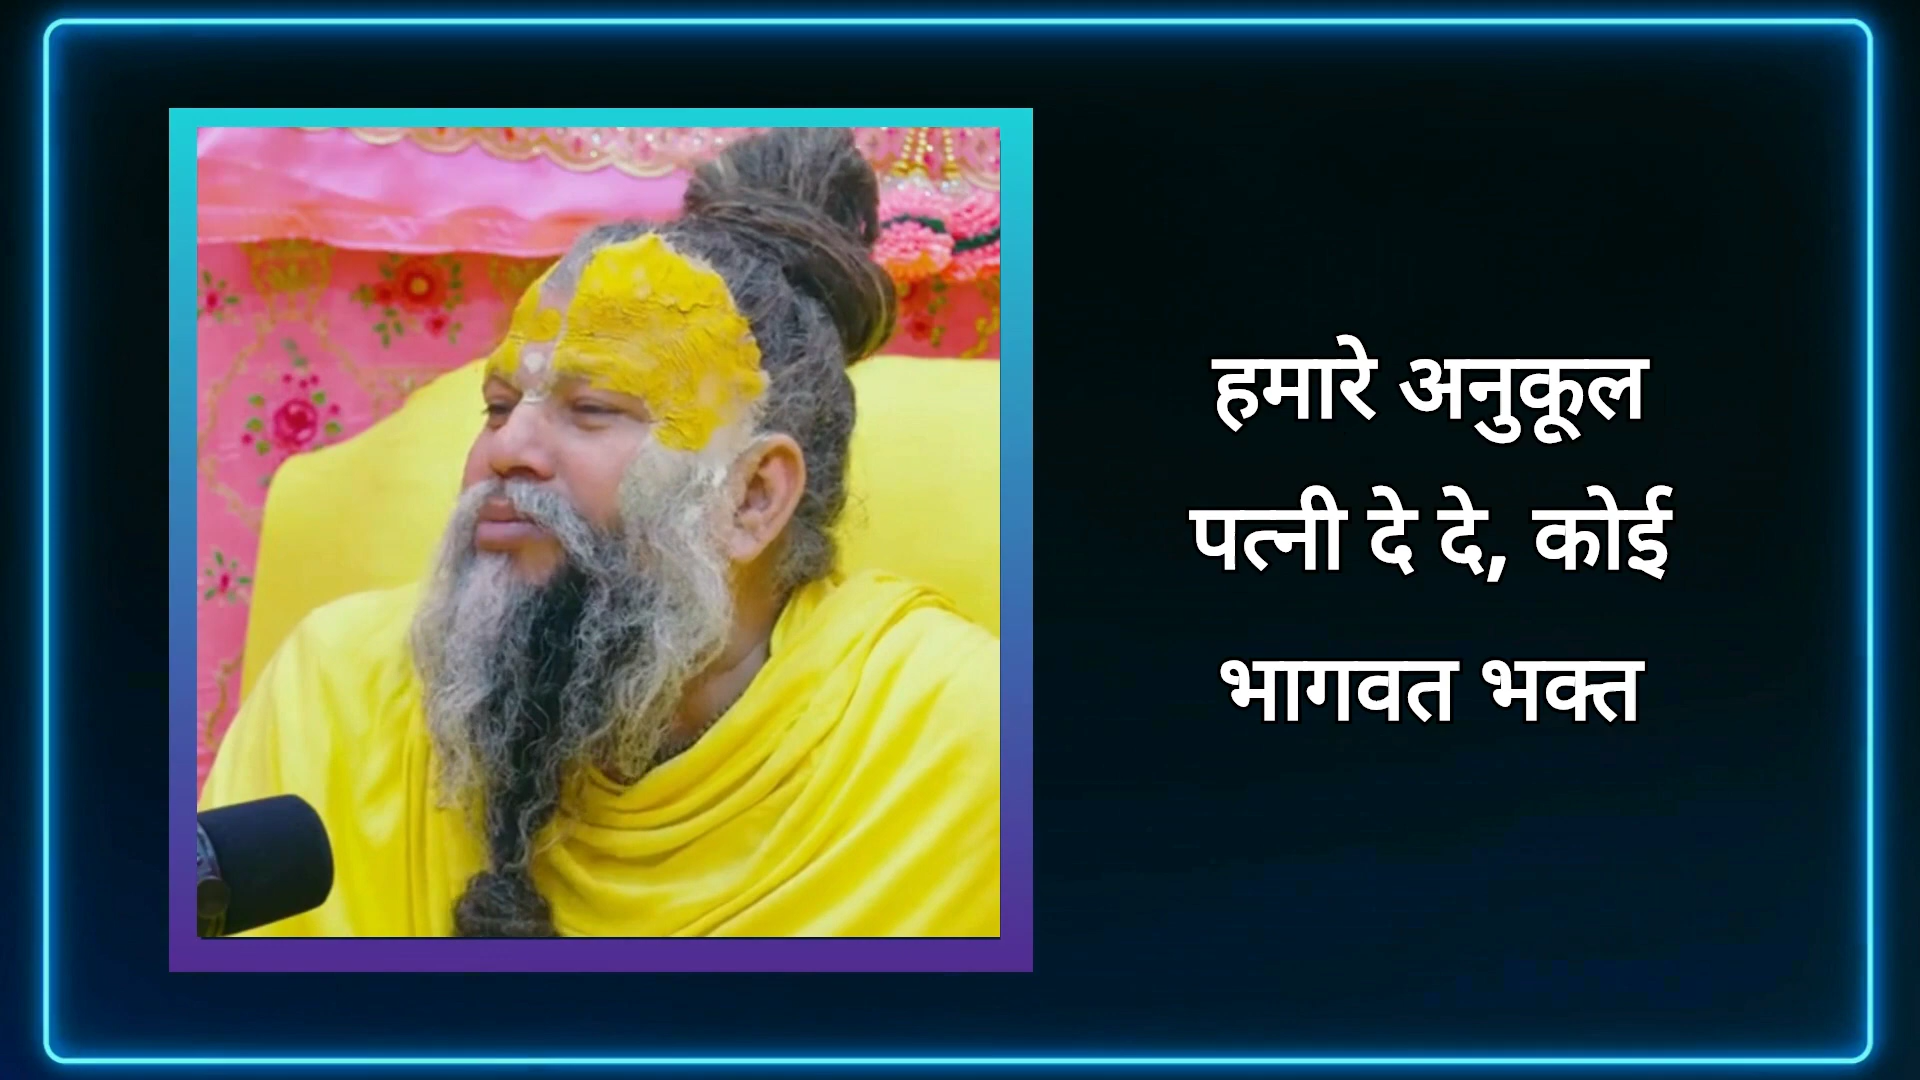 हमारे अनुकूल
पत्नी दे दे, कोई
भागवत भक्त